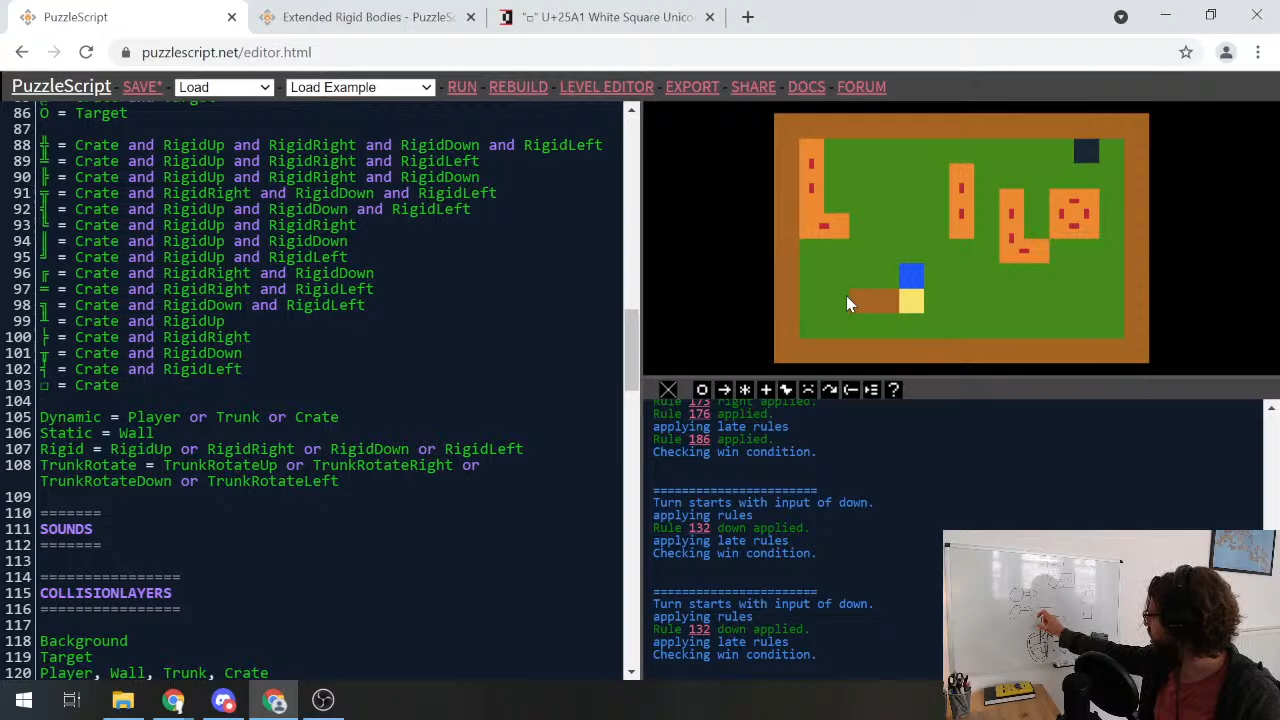 PuzzleScript
Extended Rigid Bodies - PuzzleSc
"□" U+25A1 White Square Unico
puzzlescript.net/editor.html
PuzzleScript SAVE* Load Load Example RUN - REBUILD - LEVEL EDITOR - EXPORT - SHARE - DOCS - FORUM
86 O = Target
87
88 ╬ = Crate and RigidUp and RigidRight and RigidDown and RigidLeft
89 ╩ = Crate and RigidUp and RigidRight and RigidLeft
90 ╠ = Crate and RigidUp and RigidRight and RigidDown
91 ╦ = Crate and RigidRight and RigidDown and RigidLeft
92 ╣ = Crate and RigidUp and RigidDown and RigidLeft
93 ╚ = Crate and RigidUp and RigidRight
94 ║ = Crate and RigidUp and RigidDown
95 ╝ = Crate and RigidUp and RigidLeft
96 ╔ = Crate and RigidRight and RigidDown
97 ═ = Crate and RigidRight and RigidLeft
98 ╗ = Crate and RigidDown and RigidLeft
99 ╨ = Crate and RigidUp
100 ╞ = Crate and RigidRight
101 ╥ = Crate and RigidDown
102 ╡ = Crate and RigidLeft
103 □ = Crate
104
105 Dynamic = Player or Trunk or Crate
106 Static = Wall
107 Rigid = RigidUp or RigidRight or RigidDown or RigidLeft
108 TrunkRotate = TrunkRotateUp or TrunkRotateRight or
TrunkRotateDown or TrunkRotateLeft
109
110 =======
111 SOUNDS
112 =======
113
114 ================
115 COLLISIONLAYERS
116 ================
117
118 Background
119 Target
120 Player, Wall, Trunk, Crate
Rule 173 right applied.
Rule 176 applied.
applying late rules
Rule 186 applied.
Checking win condition.
=======================
Turn starts with input of down.
applying rules
Rule 132 down applied.
applying late rules
Checking win condition.
=======================
Turn starts with input of down.
applying rules
Rule 132 down applied.
applying late rules
Checking win condition.